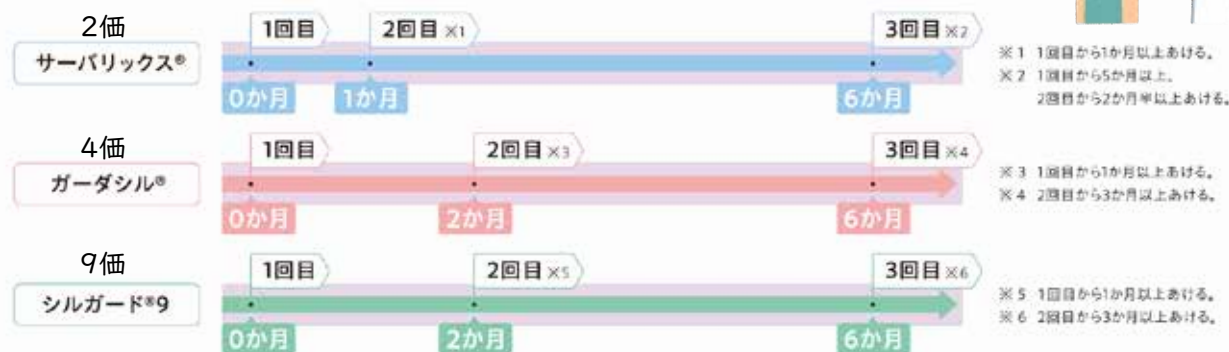 2価
サーバリックス®
1回目
2回目 ※1
3回目 ※2
0か月
1か月
6か月
※1 1回目から1か月以上あける。
※2 1回目から5か月以上、
2回目から2か月半以上あける。
4価
ガーダシル®
1回目
2回目 ※3
3回目 ※4
0か月
2か月
6か月
※3 1回目から1か月以上あける。
※4 2回目から3か月以上あける。
9価
シルガード®9
1回目
2回目 ※5
3回目 ※6
0か月
2か月
6か月
※5 1回目から1か月以上あける。
※6 2回目から3か月以上あける。